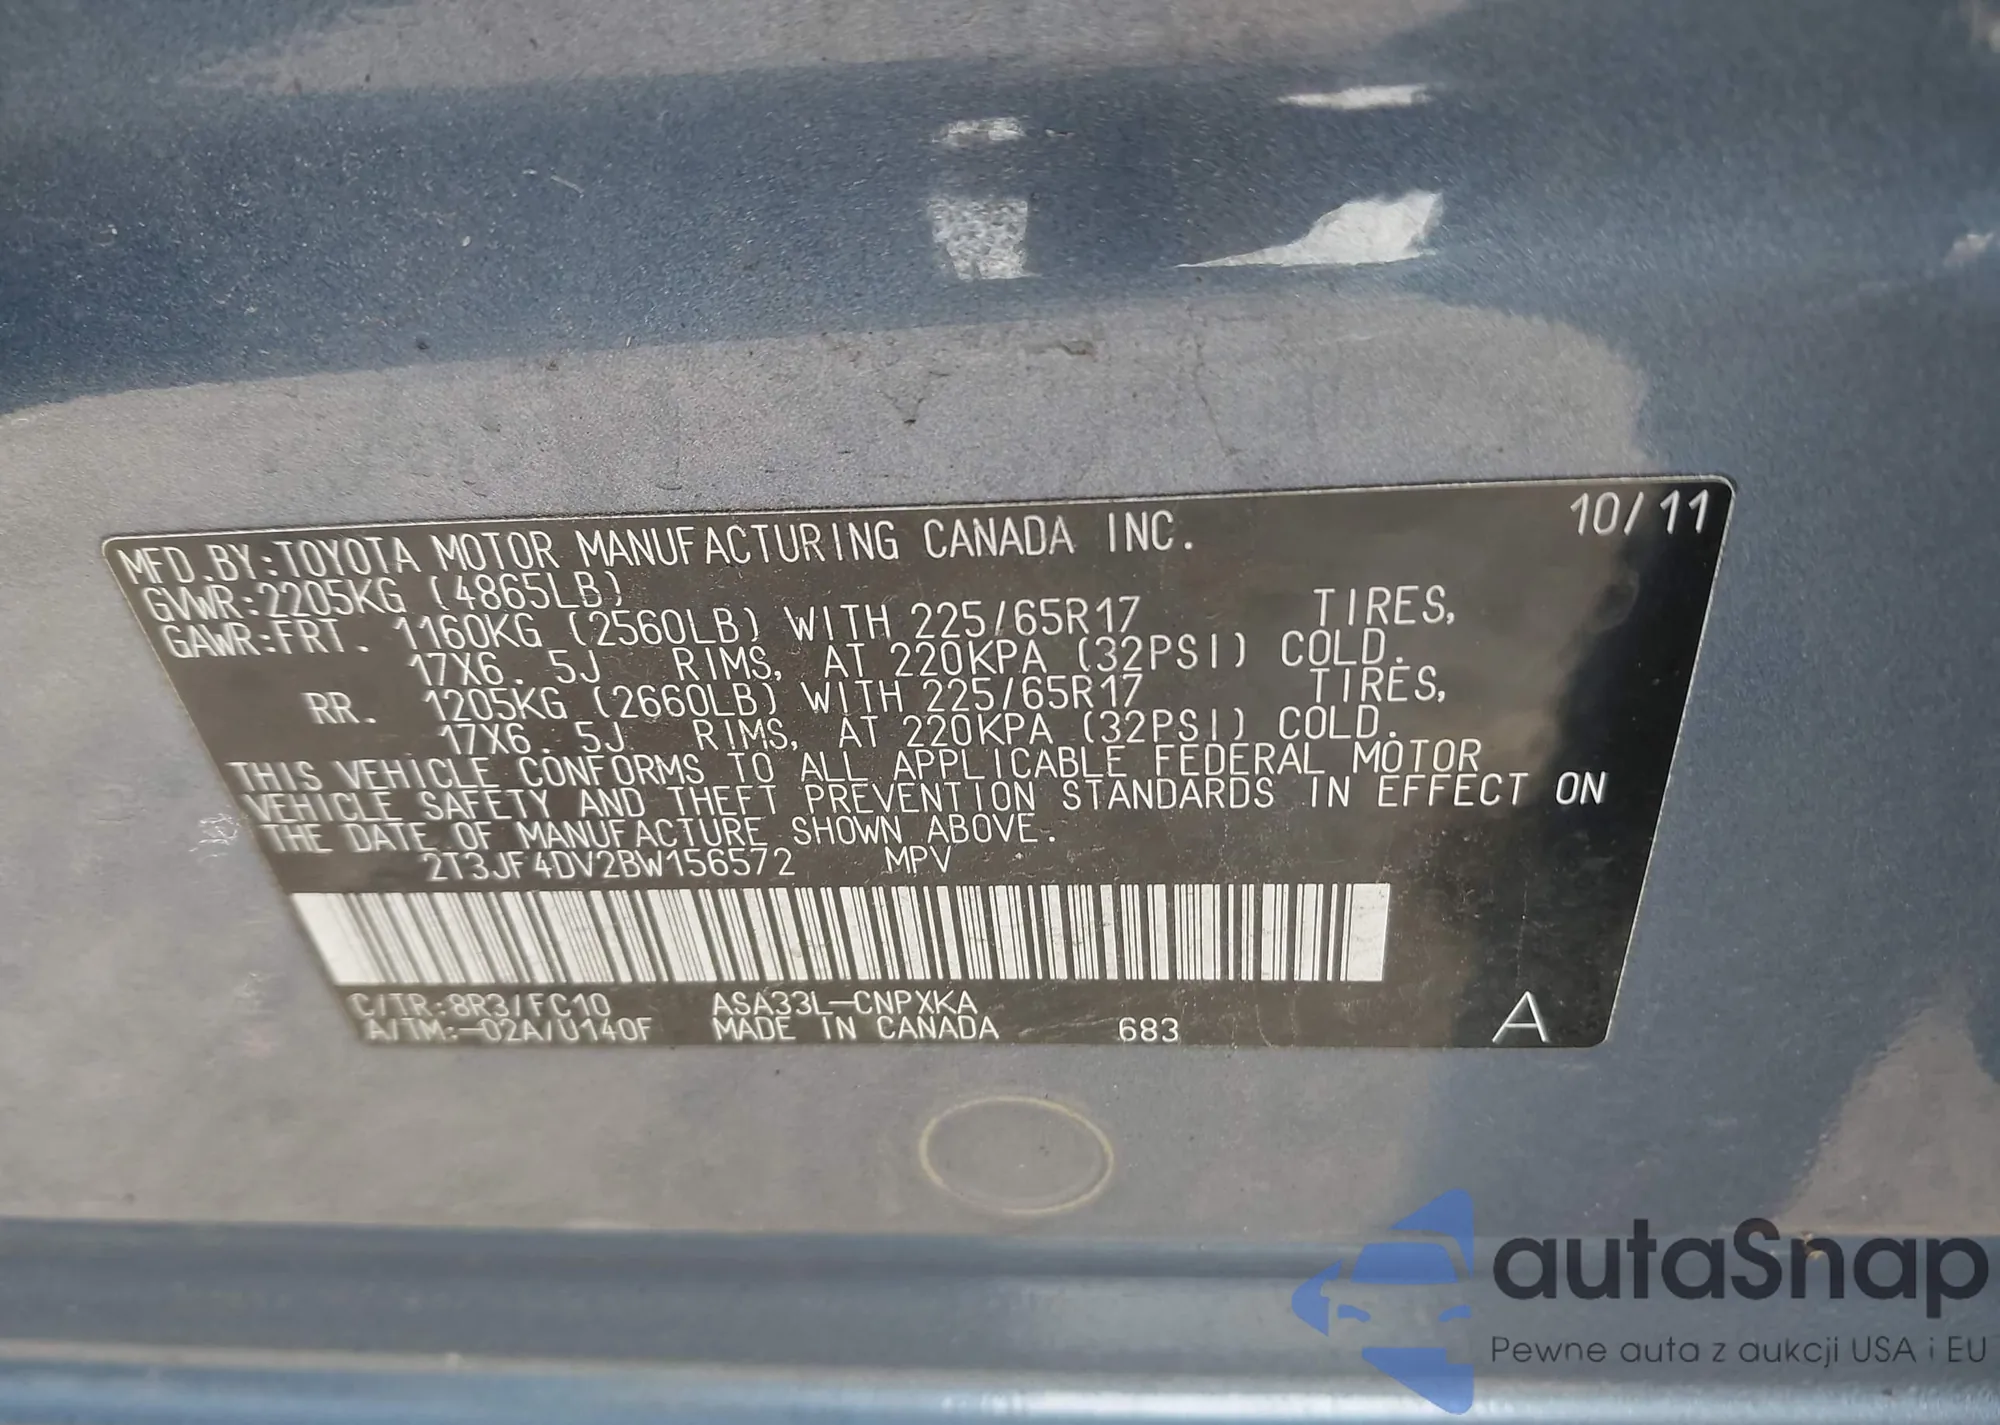 10/11
MFD.BY:TOYOTA MOTOR MANUFACTURING CANADA INC.
GVWR:2205KG (4865LB)
GAWR:FRT. 1160KG (2560LB) WITH 225/65R17 TIRES,
17X6.5J RIMS, AT 220KPA (32PSI) COLD.
RR. 1205KG (2660LB) WITH 225/65R17 TIRES,
17X6.5J RIMS, AT 220KPA (32PSI) COLD.
THIS VEHICLE CONFORMS TO ALL APPLICABLE FEDERAL MOTOR
VEHICLE SAFETY AND THEFT PREVENTION STANDARDS IN EFFECT ON
THE DATE OF MANUFACTURE SHOWN ABOVE.
2T3JF4DV2BW156572 MPV
C/TR:8R3/FC10 ASA33L-CNPXKA
A/TM:-02A/U140F MADE IN CANADA 683 A
autaSnap
Pewne auta z aukcji USA i EU